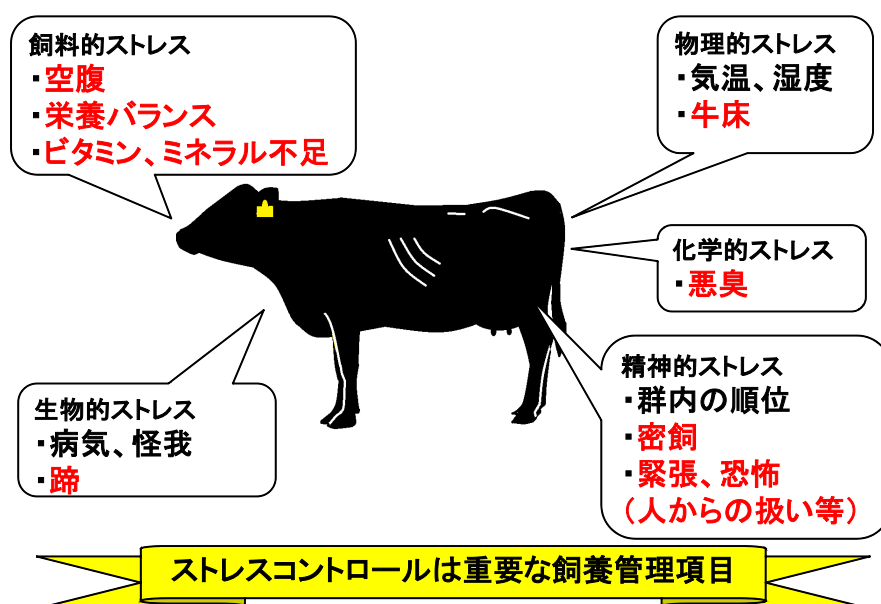 飼料的ストレス
・空腹
・栄養バランス
・ビタミン、ミネラル不足
物理的ストレス
・気温、湿度
・牛床
化学的ストレス
・悪臭
生物的ストレス
・病気、怪我
・蹄
精神的ストレス
・群内の順位
・密飼
・緊張、恐怖
（人からの扱い等）
ストレスコントロールは重要な飼養管理項目